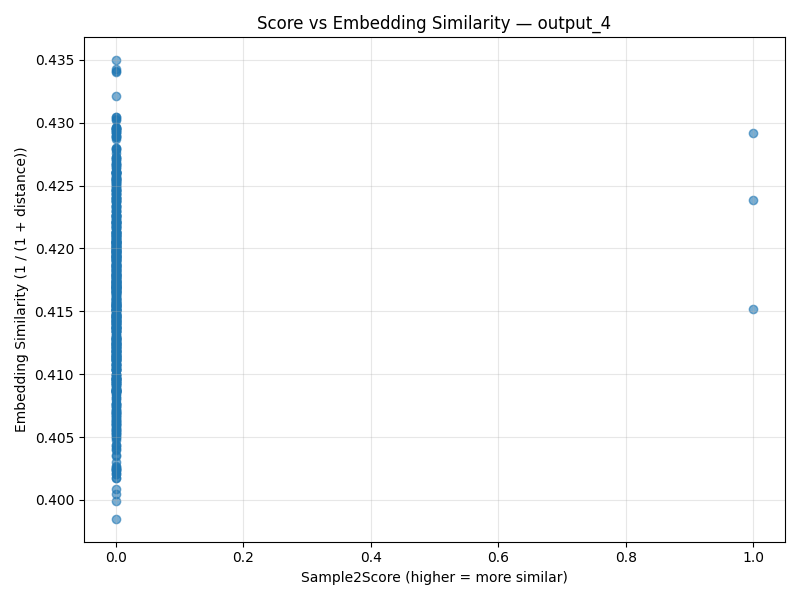 Score vs Embedding Similarity — output_4
Embedding Similarity (1 / (1 + distance))
0.435
0.430
0.425
0.420
0.415
0.410
0.405
0.400
0.0 0.2 0.4 0.6 0.8 1.0
Sample2Score (higher = more similar)